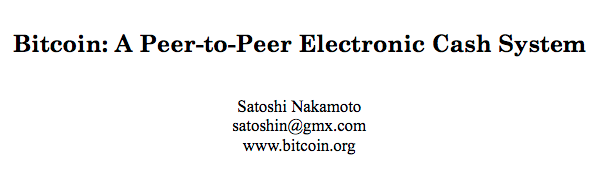 Bitcoin: A Peer-to-Peer Electronic Cash System
Satoshi Nakamoto
satoshin@gmx.com
www.bitcoin.org